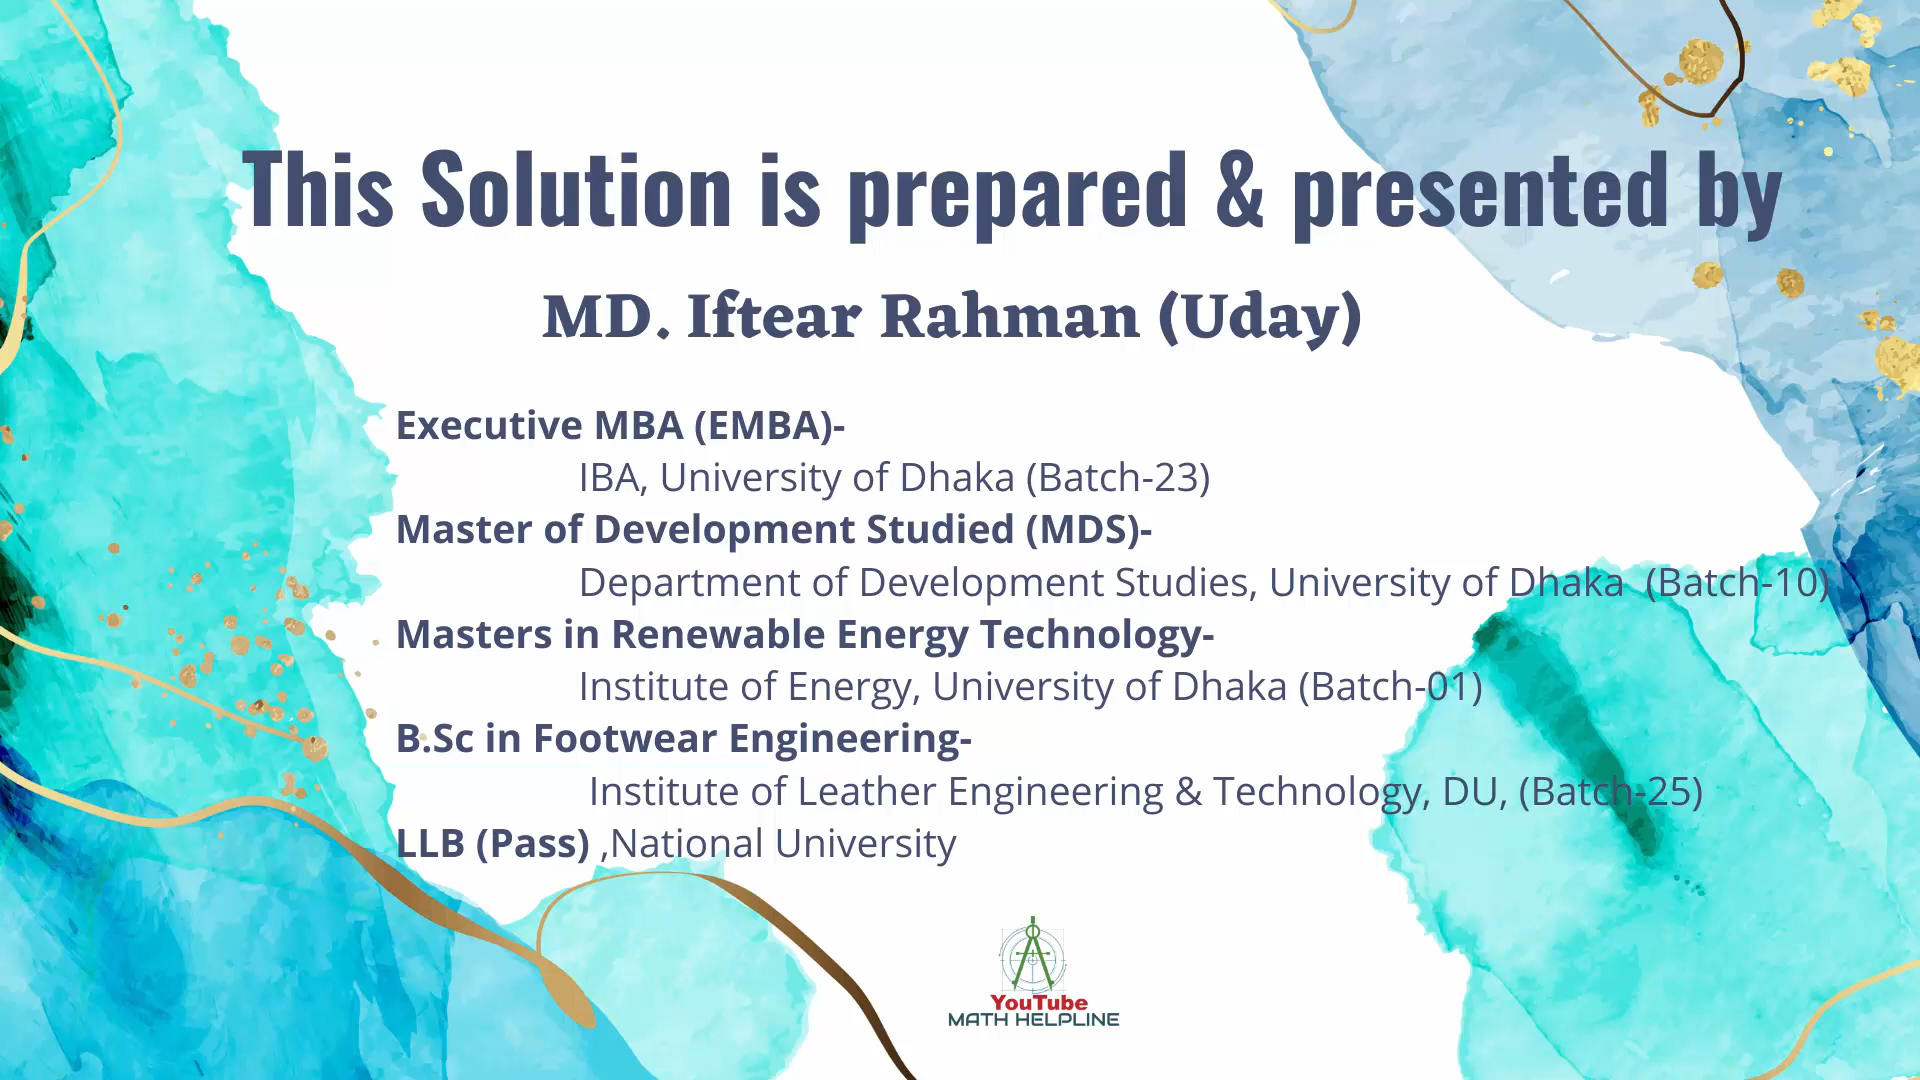 This Solution is prepared & presented by
MD. Iftear Rahman (Uday)
Executive MBA (EMBA)-
IBA, University of Dhaka (Batch-23)
Master of Development Studied (MDS)-
Department of Development Studies, University of Dhaka (Batch-10)
Masters in Renewable Energy Technology-
Institute of Energy, University of Dhaka (Batch-01)
B.Sc in Footwear Engineering-
Institute of Leather Engineering & Technology, DU, (Batch-25)
LLB (Pass) ,National University
YouTube
MATH HELPLINE